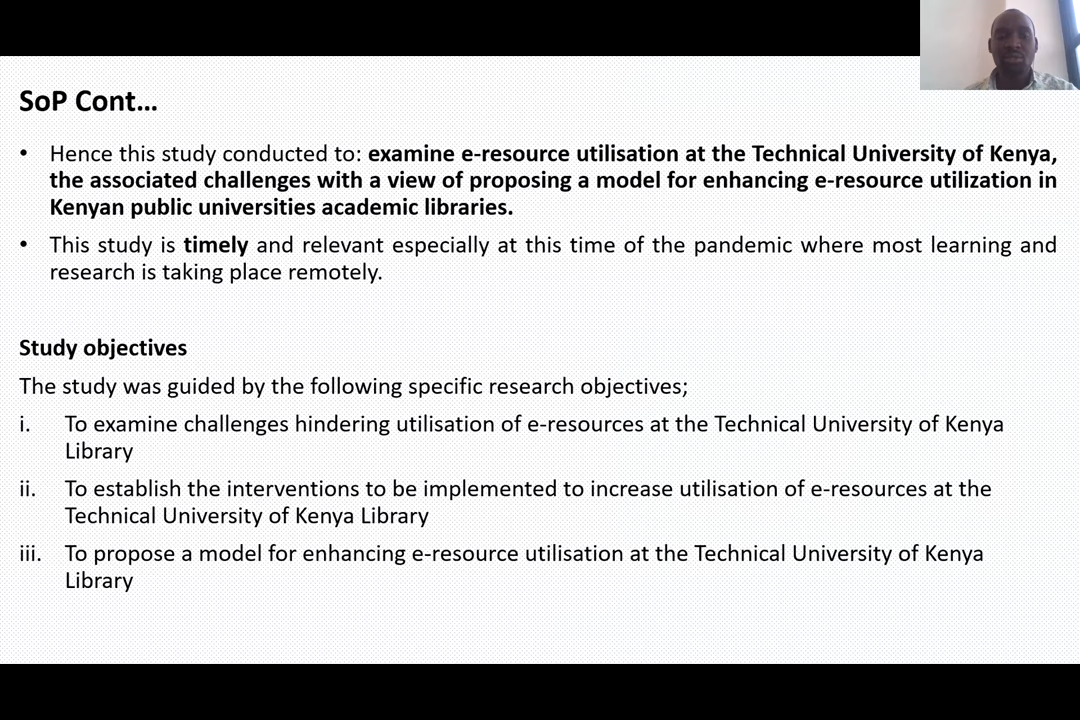 SoP Cont...
• Hence this study conducted to: examine e-resource utilisation at the Technical University of Kenya,
the associated challenges with a view of proposing a model for enhancing e-resource utilization in
Kenyan public universities academic libraries.
• This study is timely and relevant especially at this time of the pandemic where most learning and
research is taking place remotely.
Study objectives
The study was guided by the following specific research objectives;
i. To examine challenges hindering utilisation of e-resources at the Technical University of Kenya
Library
ii. To establish the interventions to be implemented to increase utilisation of e-resources at the
Technical University of Kenya Library
iii. To propose a model for enhancing e-resource utilisation at the Technical University of Kenya
Library